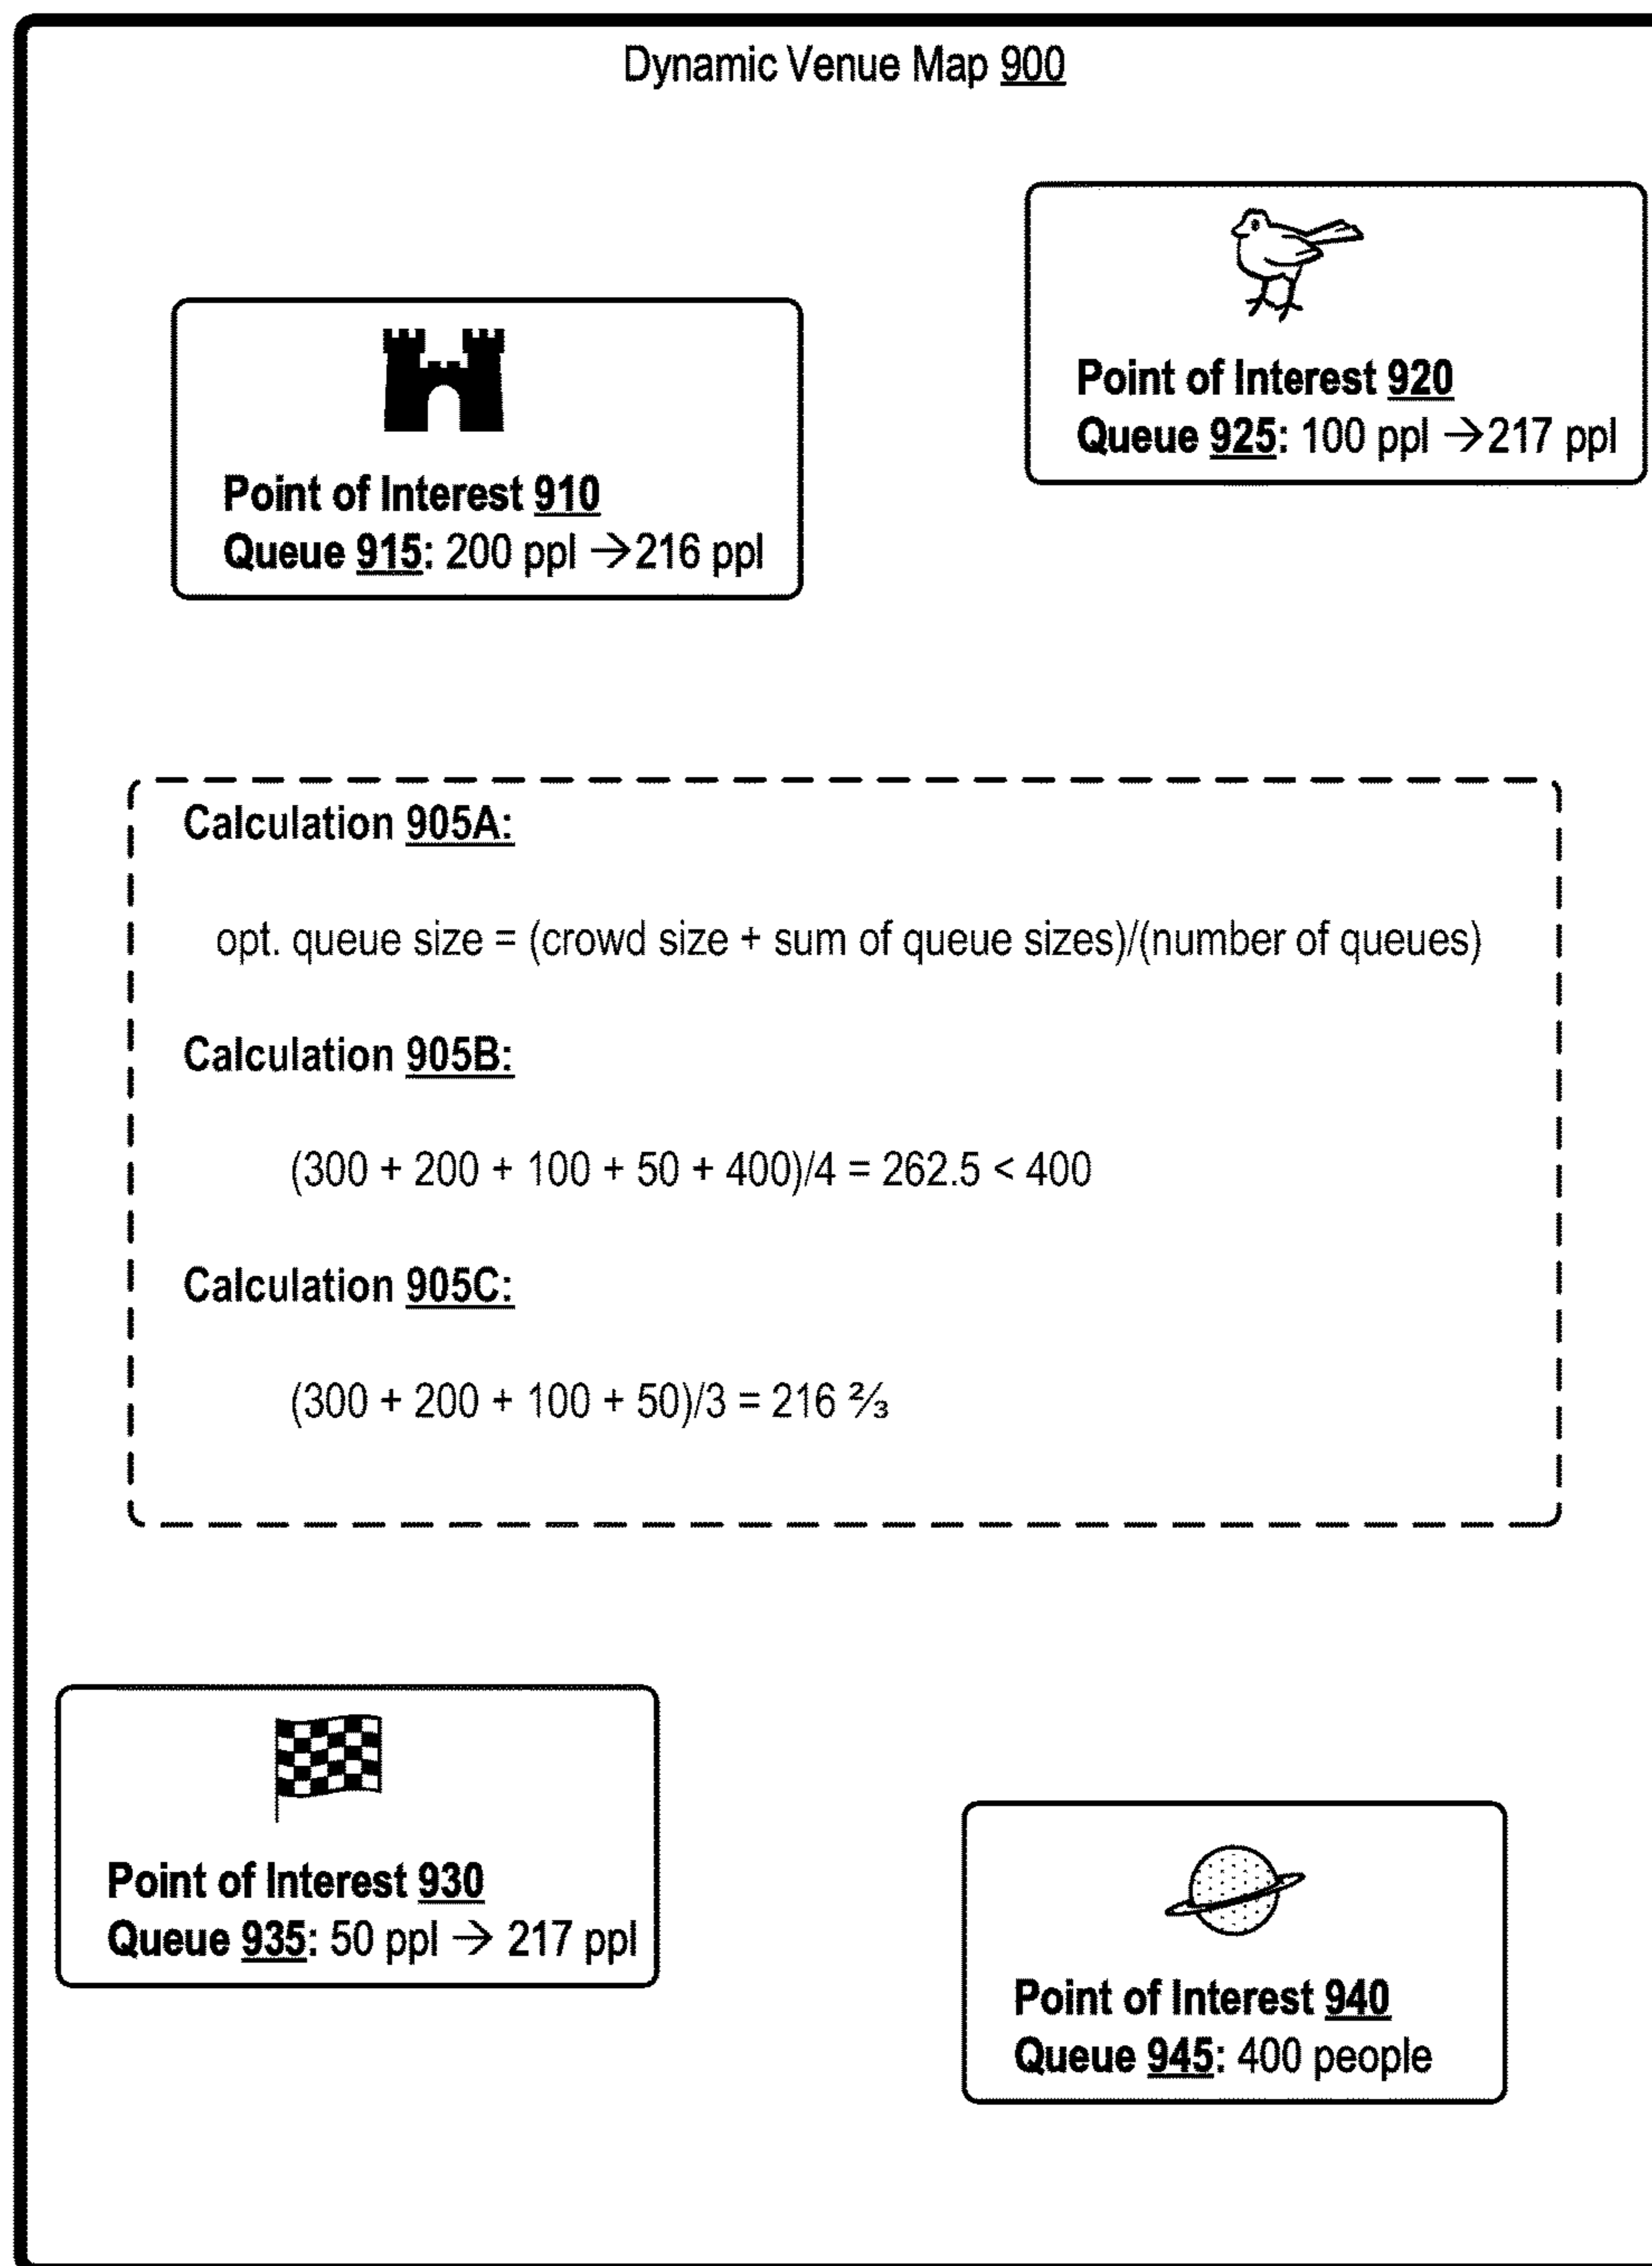 Dynamic Venue Map 900
Point of Interest 920
Queue 925: 100 ppl →217 ppl
Point of Interest 910
Queue 915: 200 ppl →216 ppl
Calculation 905A:
opt. queue size = (crowd size + sum of queue sizes)/(number of queues)
Calculation 905B:
(300 + 200 + 100 + 50 + 400)/4 = 262.5 < 400
Calculation 905C:
(300 + 200 + 100 + 50)/3 = 216 ⅔
Point of Interest 930
Queue 935: 50 ppl → 217 ppl
Point of Interest 940
Queue 945: 400 people